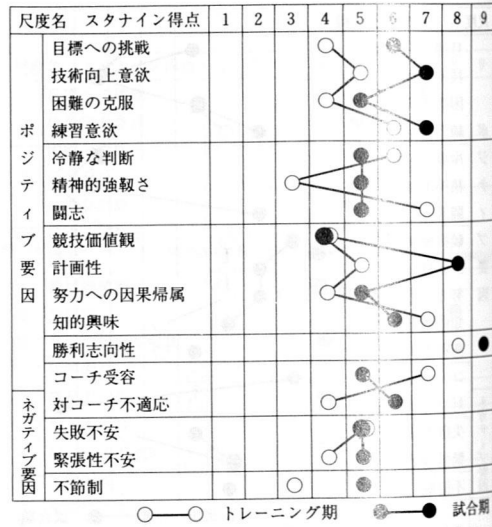 尺度名 スタナイン得点 1 2 3 4 5 6 7 8 9
ポジティブ要因
目標への挑戦
技術向上意欲
困難の克服
練習意欲
冷静な判断
精神的強靱さ
闘志
競技価値観
計画性
努力への因果帰属
知的興味
勝利志向性
コーチ受容
ネガティブ要因
対コーチ不適応
失敗不安
緊張性不安
不節制
トレーニング期 試合期